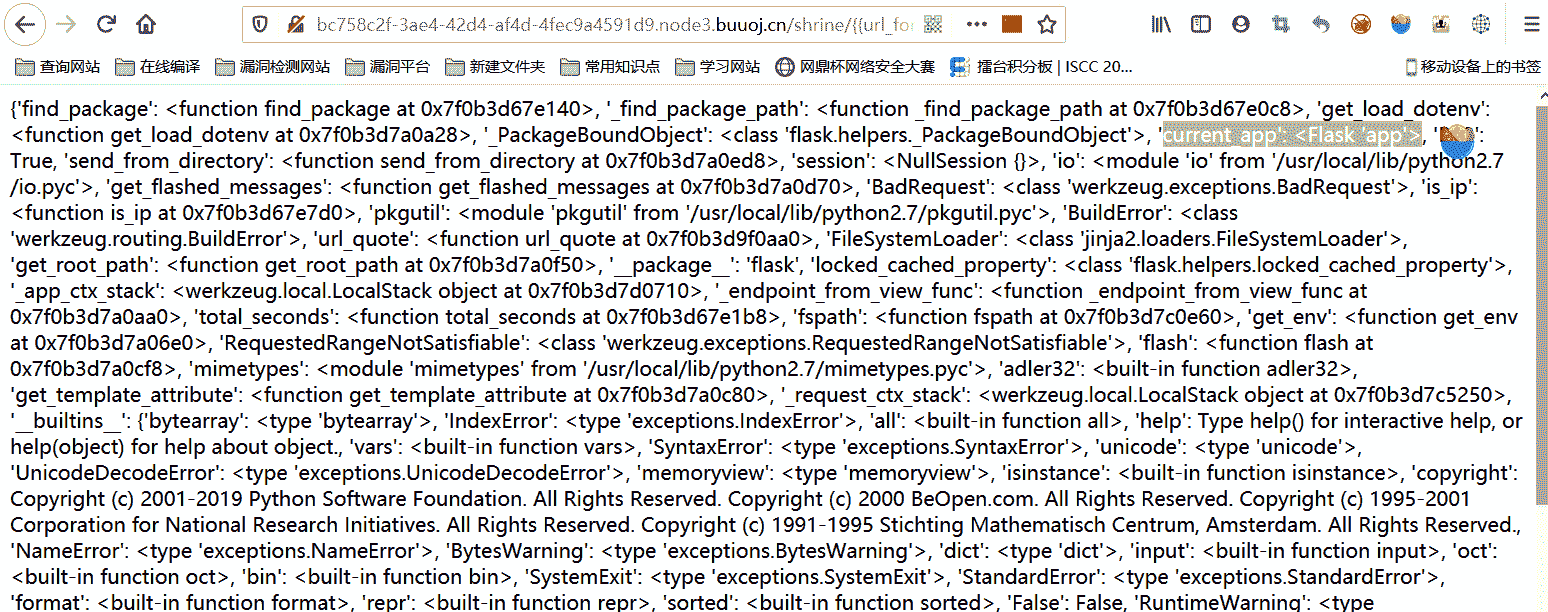 bc758c2f-3ae4-42d4-af4d-4fec9a4591d9.node3.buuoj.cn/shrine/{{url_fo
查询网站 在线编译 漏洞检测网站 漏洞平台 新建文件夹 常用知识点 学习网站 网鼎杯网络安全大赛 擂台积分板 | ISCC 20... 移动设备上的书签
{'find_package': <function find_package at 0x7f0b3d67e140>, '_find_package_path': <function _find_package_path at 0x7f0b3d67e0c8>, 'get_load_dotenv':
<function get_load_dotenv at 0x7f0b3d7a0a28>, '_PackageBoundObject': <class 'flask.helpers._PackageBoundObject'>, 'current_app': <Flask 'app'>, '
True, 'send_from_directory': <function send_from_directory at 0x7f0b3d7a0ed8>, 'session': <NullSession {}>, 'io': <module 'io' from '/usr/local/lib/python2.7
/io.pyc'>, 'get_flashed_messages': <function get_flashed_messages at 0x7f0b3d7a0d70>, 'BadRequest': <class 'werkzeug.exceptions.BadRequest'>, 'is_ip':
<function is_ip at 0x7f0b3d67e7d0>, 'pkgutil': <module 'pkgutil' from '/usr/local/lib/python2.7/pkgutil.pyc'>, 'BuildError': <class
'werkzeug.routing.BuildError'>, 'url_quote': <function url_quote at 0x7f0b3d9f0aa0>, 'FileSystemLoader': <class 'jinja2.loaders.FileSystemLoader'>,
'get_root_path': <function get_root_path at 0x7f0b3d7a0f50>, '__package__': 'flask', 'locked_cached_property': <class 'flask.helpers.locked_cached_property'>,
'_app_ctx_stack': <werkzeug.local.LocalStack object at 0x7f0b3d7d0710>, '_endpoint_from_view_func': <function _endpoint_from_view_func at
0x7f0b3d7a0aa0>, 'total_seconds': <function total_seconds at 0x7f0b3d67e1b8>, 'fspath': <function fspath at 0x7f0b3d7c0e60>, 'get_env': <function get_env
at 0x7f0b3d7a06e0>, 'RequestedRangeNotSatisfiable': <class 'werkzeug.exceptions.RequestedRangeNotSatisfiable'>, 'flash': <function flash at
0x7f0b3d7a0cf8>, 'mimetypes': <module 'mimetypes' from '/usr/local/lib/python2.7/mimetypes.pyc'>, 'adler32': <built-in function adler32>,
'get_template_attribute': <function get_template_attribute at 0x7f0b3d7a0c80>, '_request_ctx_stack': <werkzeug.local.LocalStack object at 0x7f0b3d7c5250>,
'__builtins__': {'bytearray': <type 'bytearray'>, 'IndexError': <type 'exceptions.IndexError'>, 'all': <built-in function all>, 'help': Type help() for interactive help, or
help(object) for help about object., 'vars': <built-in function vars>, 'SyntaxError': <type 'exceptions.SyntaxError'>, 'unicode': <type 'unicode'>,
'UnicodeDecodeError': <type 'exceptions.UnicodeDecodeError'>, 'memoryview': <type 'memoryview'>, 'isinstance': <built-in function isinstance>, 'copyright':
Copyright (c) 2001-2019 Python Software Foundation. All Rights Reserved. Copyright (c) 2000 BeOpen.com. All Rights Reserved. Copyright (c) 1995-2001
Corporation for National Research Initiatives. All Rights Reserved. Copyright (c) 1991-1995 Stichting Mathematisch Centrum, Amsterdam. All Rights Reserved.,
'NameError': <type 'exceptions.NameError'>, 'BytesWarning': <type 'exceptions.BytesWarning'>, 'dict': <type 'dict'>, 'input': <built-in function input>, 'oct':
<built-in function oct>, 'bin': <built-in function bin>, 'SystemExit': <type 'exceptions.SystemExit'>, 'StandardError': <type 'exceptions.StandardError'>,
'format': <built-in function format>, 'repr': <built-in function repr>, 'sorted': <built-in function sorted>, 'False': False, 'RuntimeWarning': <type